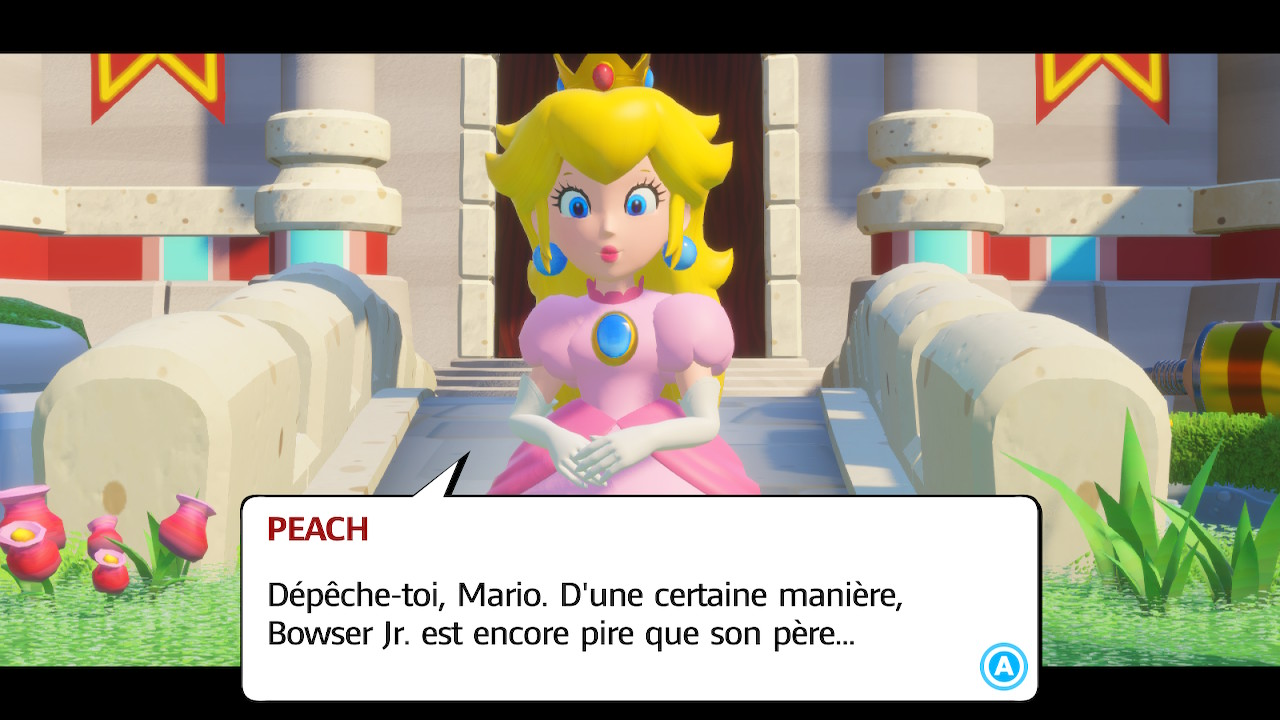 PEACH
Dépêche-toi, Mario. D'une certaine manière,
Bowser Jr. est encore pire que son père...
A